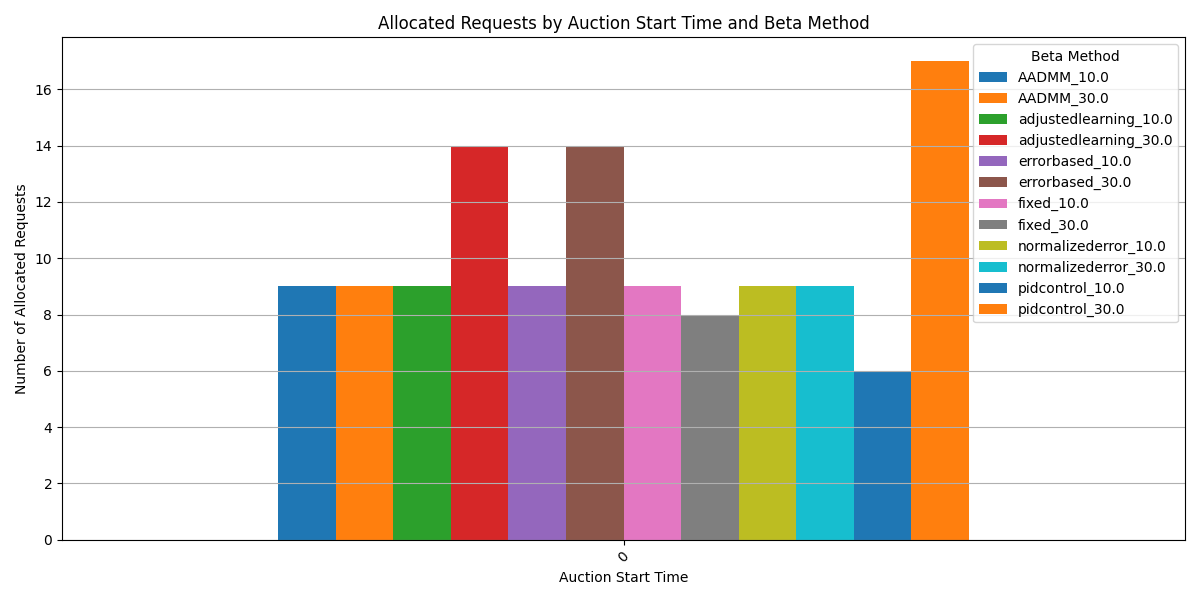 Allocated Requests by Auction Start Time and Beta Method
Number of Allocated Requests
16
14
12
10
8
6
4
2
0
0
Auction Start Time
Beta Method
AADMM_10.0
AADMM_30.0
adjustedlearning_10.0
adjustedlearning_30.0
errorbased_10.0
errorbased_30.0
fixed_10.0
fixed_30.0
normalizederror_10.0
normalizederror_30.0
pidcontrol_10.0
pidcontrol_30.0